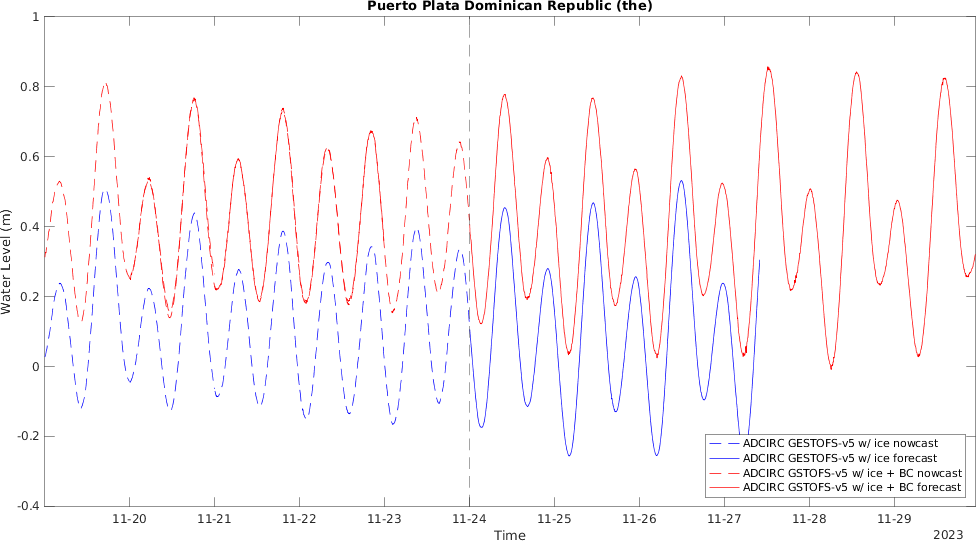 Puerto Plata Dominican Republic (the)
1
0.8
0.6
0.4
0.2
0
-0.2
-0.4
Water Level (m)
ADCIRC GESTOFS-v5 w/ ice nowcast
ADCIRC GESTOFS-v5 w/ ice forecast
ADCIRC GSTOFS-v5 w/ ice + BC nowcast
ADCIRC GSTOFS-v5 w/ ice + BC forecast
11-20 11-21 11-22 11-23 11-24 11-25 11-26 11-27 11-28 11-29
Time
2023